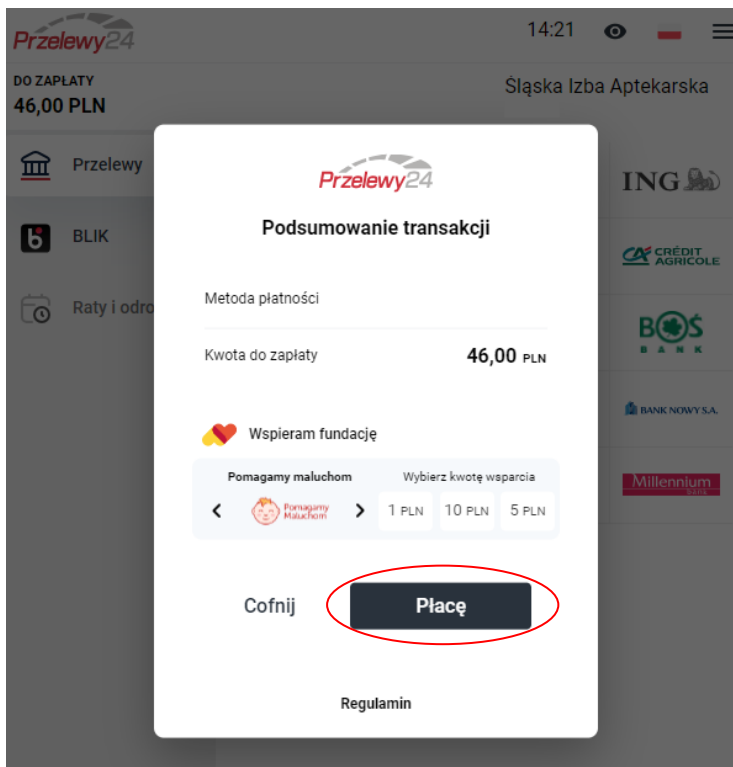 Przelewy24
14:21
DO ZAPŁATY
46,00 PLN
Śląska Izba Aptekarska
Przelewy
BLIK
Raty i odro
Przelewy24
Podsumowanie transakcji
Metoda płatności
Kwota do zapłaty 46,00 PLN
Wspieram fundację
Pomagamy maluchom Wybierz kwotę wsparcia
Pomagamy
Maluchom
1 PLN 10 PLN 5 PLN
Cofnij Płacę
Regulamin
ING
CRÉDIT
AGRICOLE
BOŚ
BANK
BANK NOWY S.A.
Millennium
BANK